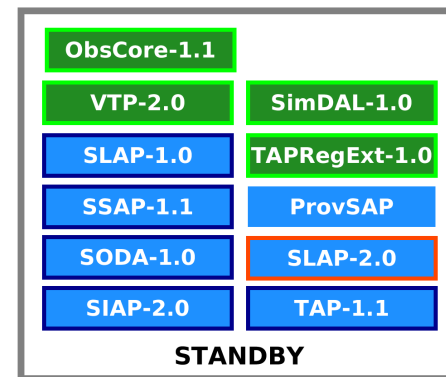 ObsCore-1.1
VTP-2.0 SimDAL-1.0
SLAP-1.0 TAPRegExt-1.0
SSAP-1.1 ProvSAP
SODA-1.0 SLAP-2.0
SIAP-2.0 TAP-1.1
STANDBY